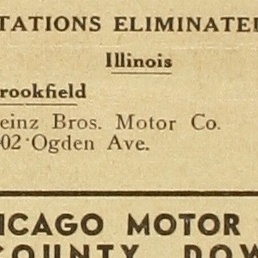 TATIONS ELIMINATE
Illinois
rookfield
einz Bros. Motor Co.
02 Ogden Ave.
ICAGO MOTOR
COUNTY DOW